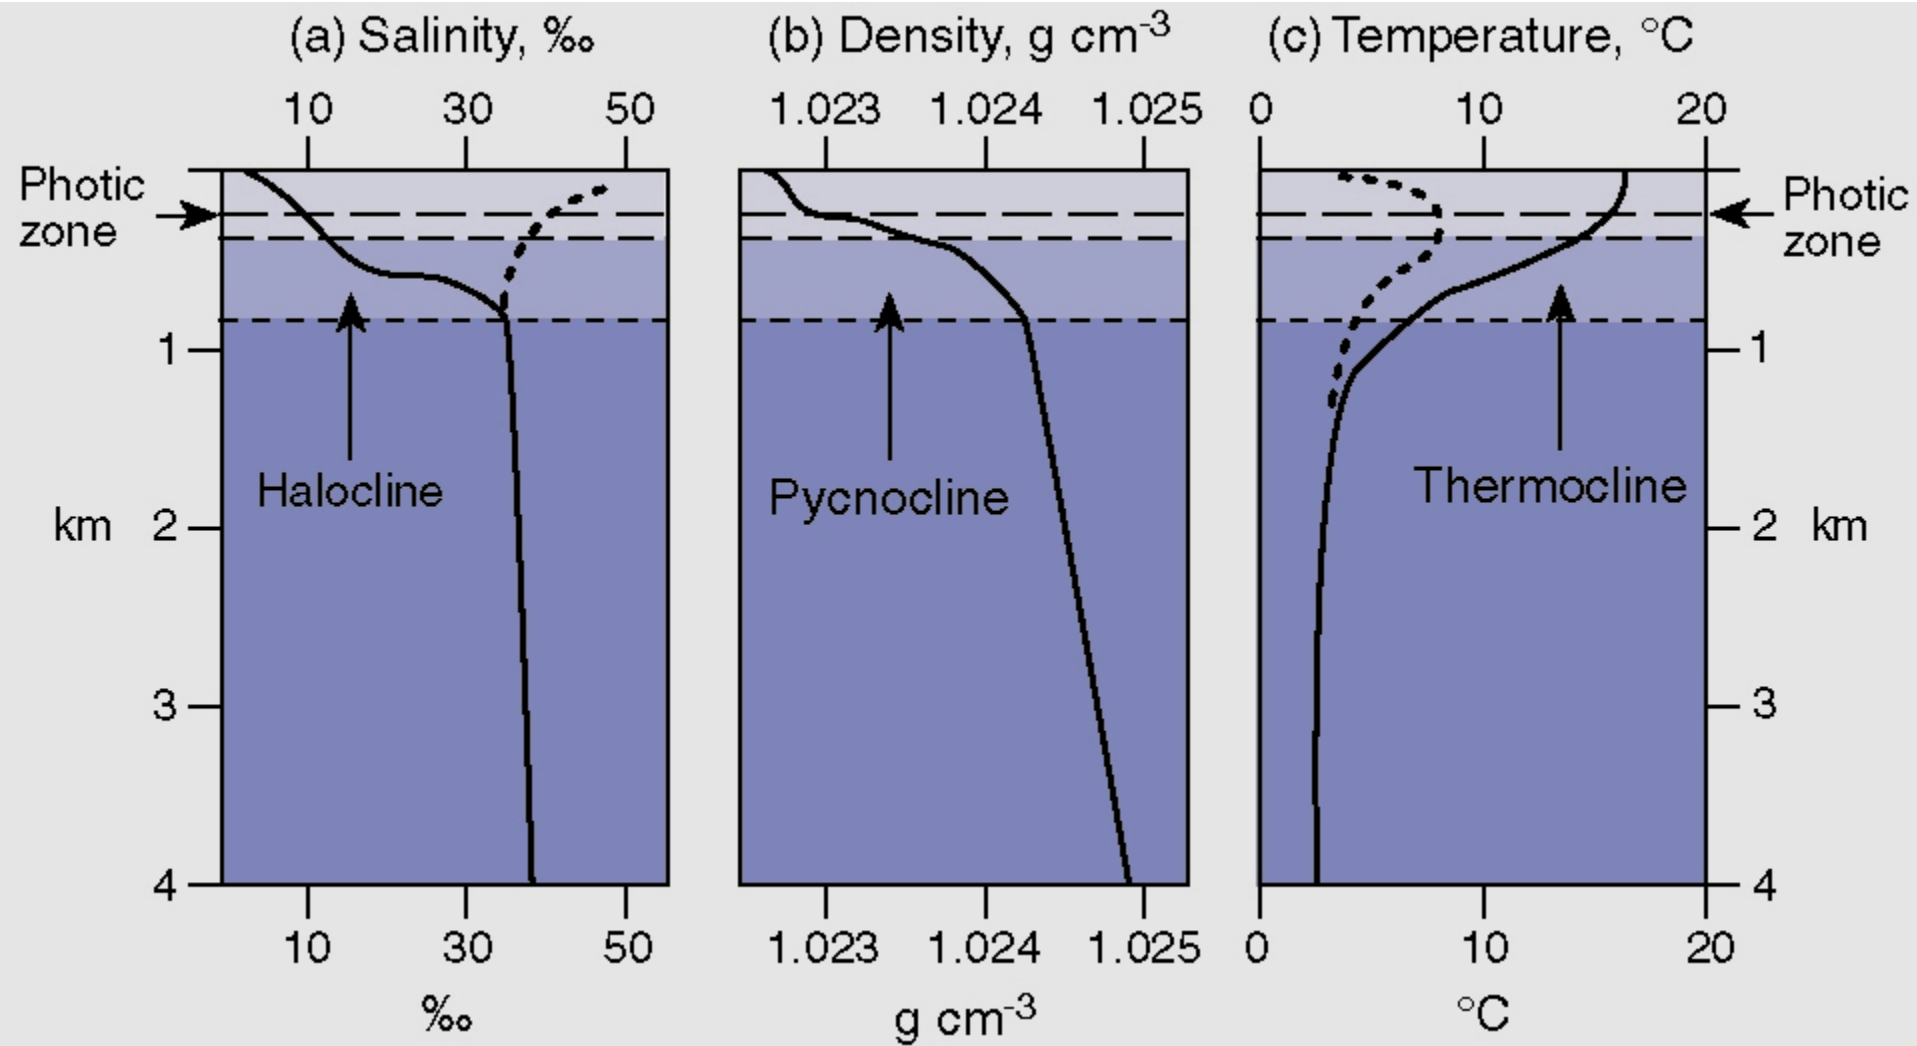 (a) Salinity, ‰
(b) Density, g cm-3
(c) Temperature, °C
10 30 50
1.023 1.024 1.025
0 10 20
Photic
zone
Photic
zone
1
1
Halocline
Pycnocline
Thermocline
km 2
2 km
3
3
4
4
10 30 50
1.023 1.024 1.025
0 10 20
‰
g cm-3
°C